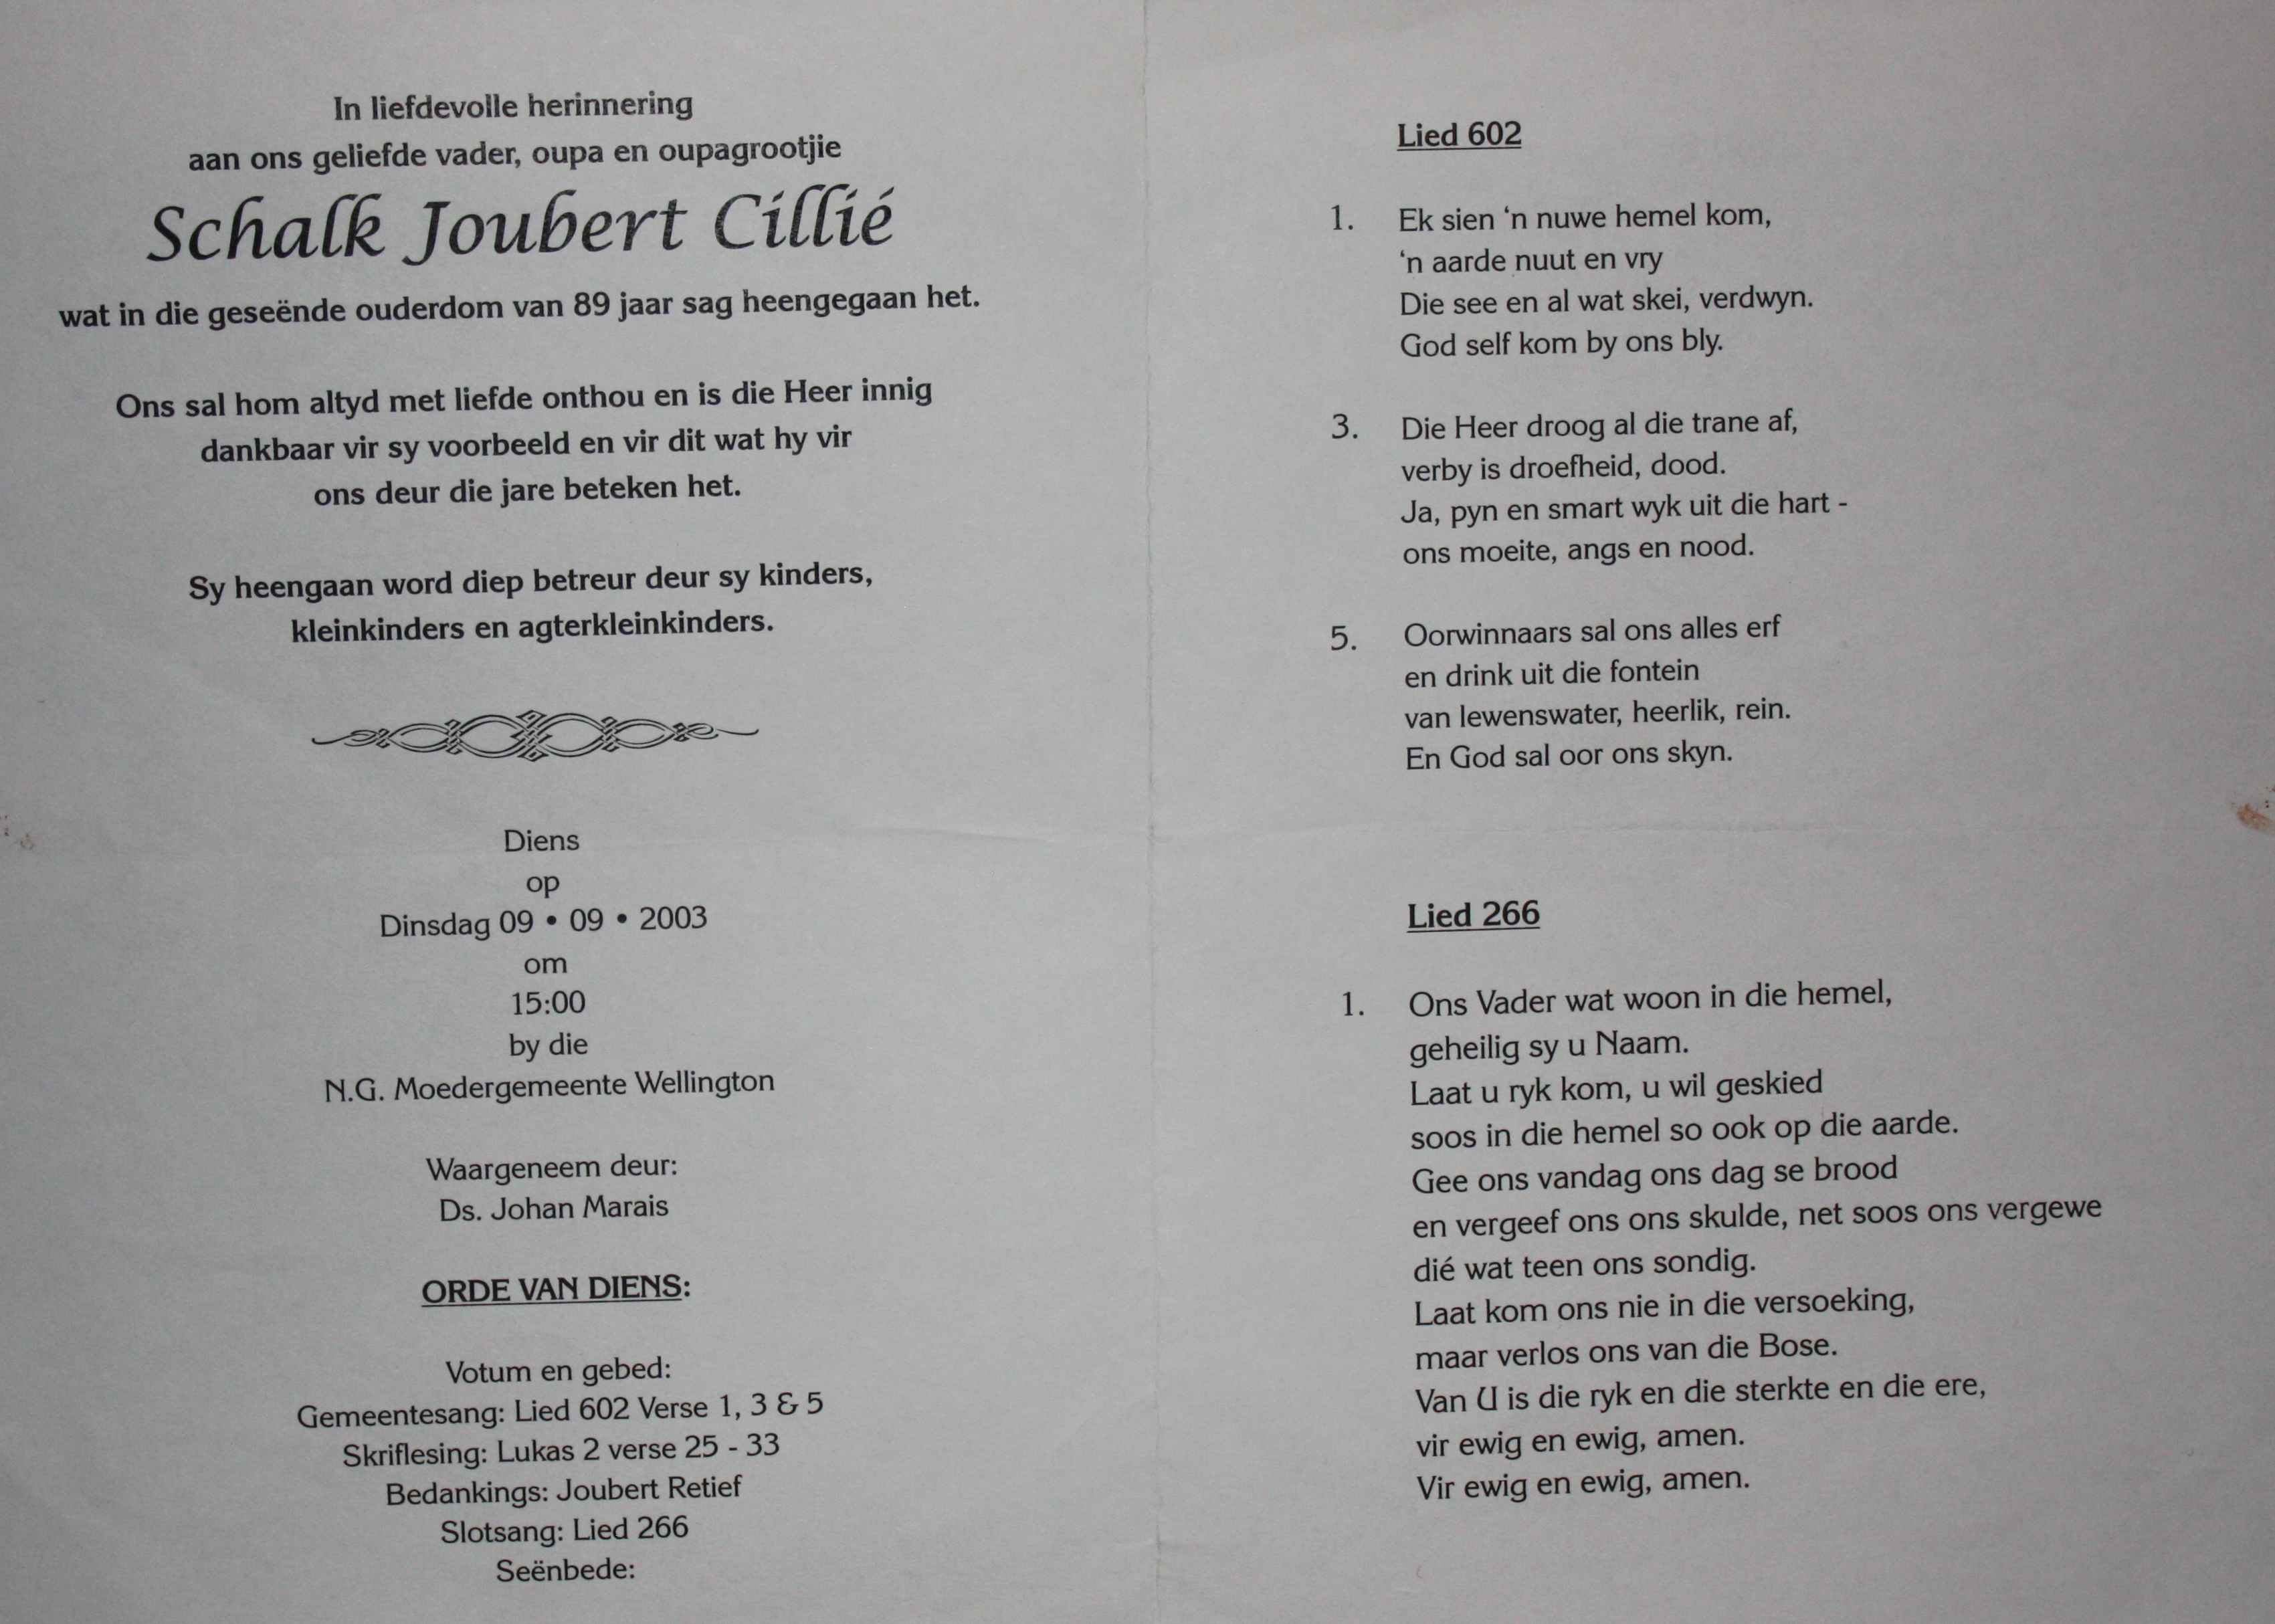 In liefdevolle herinnering
aan ons geliefde vader, oupa en oupagrootjie
Schalk Joubert Cillié
wat in die geseënde ouderdom van 89 jaar sag heengegaan het.
Ons sal hom altyd met liefde onthou en is die Heer innig
dankbaar vir sy voorbeeld en vir dit wat hy vir
ons deur die jare beteken het.
Sy heengaan word diep betreur deur sy kinders,
kleinkinders en agterkleinkinders.
Diens
op
Dinsdag 09 • 09 • 2003
om
15:00
by die
N.G. Moedergemeente Wellington
Waargeneem deur:
Ds. Johan Marais
ORDE VAN DIENS:
Votum en gebed:
Gemeentesang: Lied 602 Verse 1, 3 & 5
Skriflesing: Lukas 2 verse 25 - 33
Bedankings: Joubert Retief
Slotsang: Lied 266
Seënbede:
Lied 602
1. Ek sien ‘n nuwe hemel kom,
‘n aarde nuut en vry
Die see en al wat skei, verdwyn.
God self kom by ons bly.
3. Die Heer droog al die trane af,
verby is droefheid, dood.
Ja, pyn en smart wyk uit die hart -
ons moeite, angs en nood.
5. Oorwinnaars sal ons alles erf
en drink uit die fontein
van lewenswater, heerlik, rein.
En God sal oor ons skyn.
Lied 266
1. Ons Vader wat woon in die hemel,
geheilig sy u Naam.
Laat u ryk kom, u wil geskied
soos in die hemel so ook op die aarde.
Gee ons vandag ons dag se brood
en vergeef ons ons skulde, net soos ons vergewe
dié wat teen ons sondig.
Laat kom ons nie in die versoeking,
maar verlos ons van die Bose.
Van U is die ryk en die sterkte en die ere,
vir ewig en ewig, amen.
Vir ewig en ewig, amen.